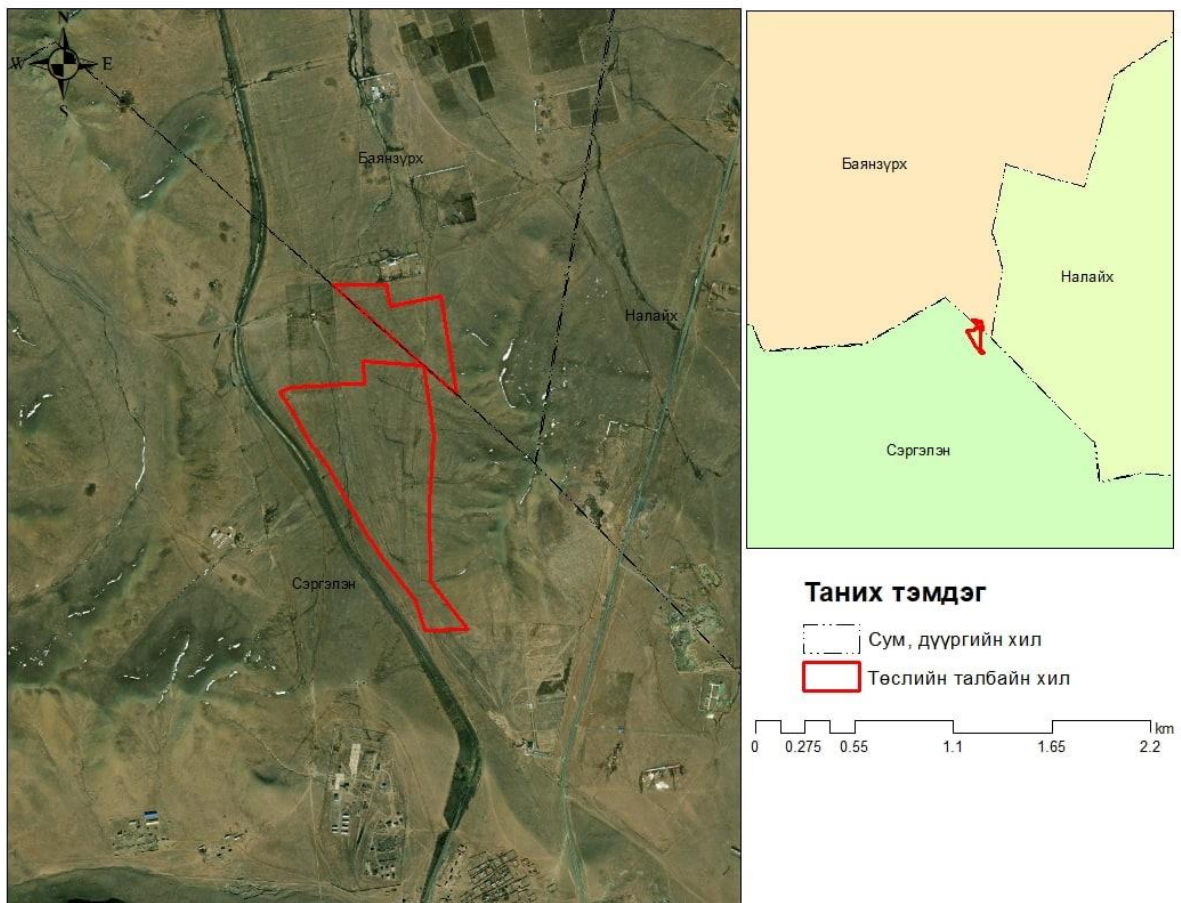 N
W E
S
Баянзүрх
Налайх
Сэргэлэн
Баянзүрх
Налайх
Сэргэлэн
Таних тэмдэг
Сум, дүүргийн хил
Төслийн талбайн хил
km
0 0.275 0.55 1.1 1.65 2.2